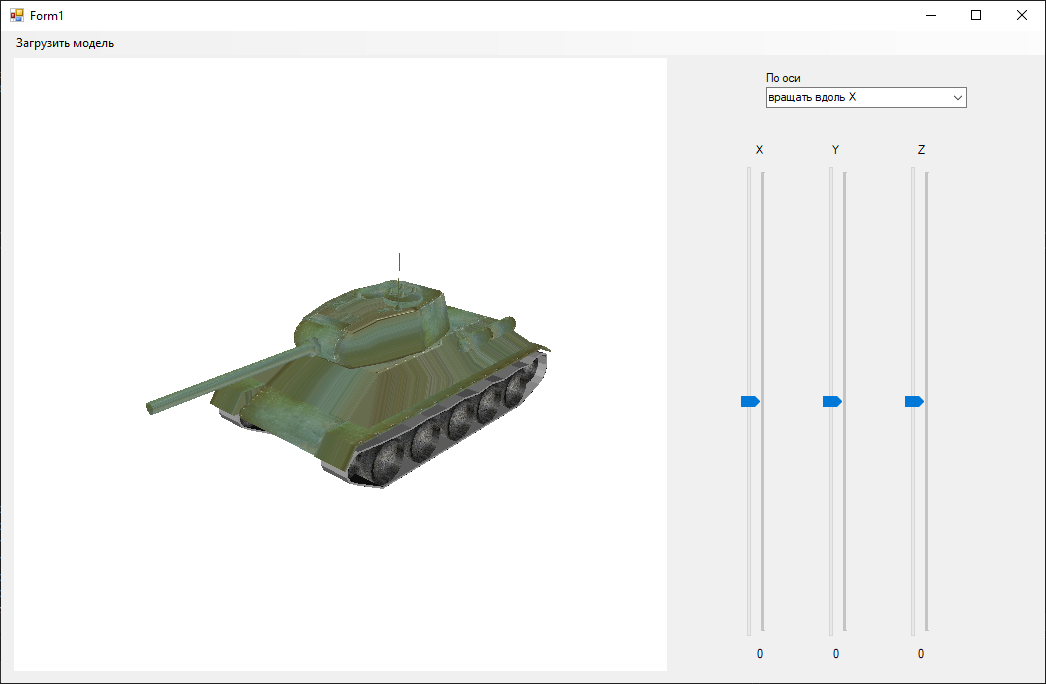 Form1
Загрузить модель
По оси
вращать вдоль X
X Y Z
0 0 0